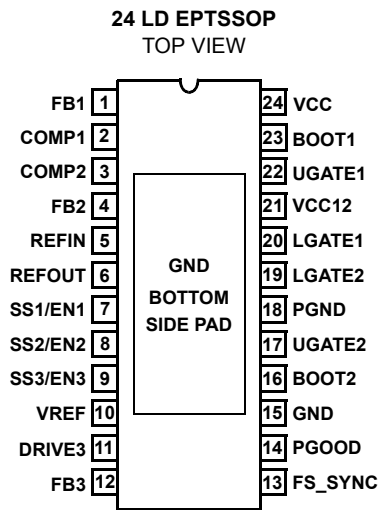 24 LD EPTSSOP
TOP VIEW
FB1 1
COMP1 2
COMP2 3
FB2 4
REFIN 5
REFOUT 6
SS1/EN1 7
SS2/EN2 8
SS3/EN3 9
VREF 10
DRIVE3 11
FB3 12
GND
BOTTOM
SIDE PAD
24 VCC
23 BOOT1
22 UGATE1
21 VCC12
20 LGATE1
19 LGATE2
18 PGND
17 UGATE2
16 BOOT2
15 GND
14 PGOOD
13 FS_SYNC